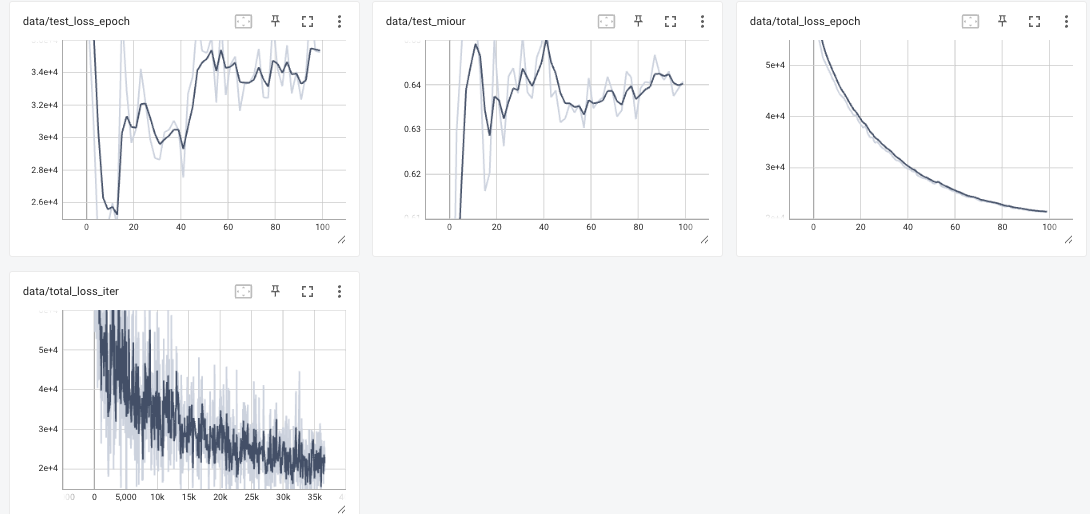 data/test_loss_epoch
3.4e+4
3.2e+4
3e+4
2.8e+4
2.6e+4
0 20 40 60 80 100
data/test_miour
0.64
0.63
0.62
0 20 40 60 80 100
data/total_loss_epoch
5e+4
4e+4
3e+4
0 20 40 60 80 100
data/total_loss_iter
5e+4
4e+4
3e+4
2e+4
0 5,000 10k 15k 20k 25k 30k 35k